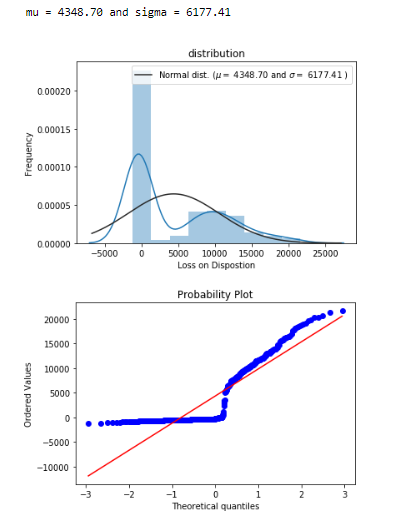 mu = 4348.70 and sigma = 6177.41
distribution
Normal dist. (μ = 4348.70 and σ = 6177.41 )
0.00020
0.00015
0.00010
0.00005
0.00000
Frequency
−5000 0 5000 10000 15000 20000 25000
Loss on Dispostion
Probability Plot
20000
15000
10000
5000
0
−5000
−10000
Ordered Values
−3 −2 −1 0 1 2 3
Theoretical quantiles